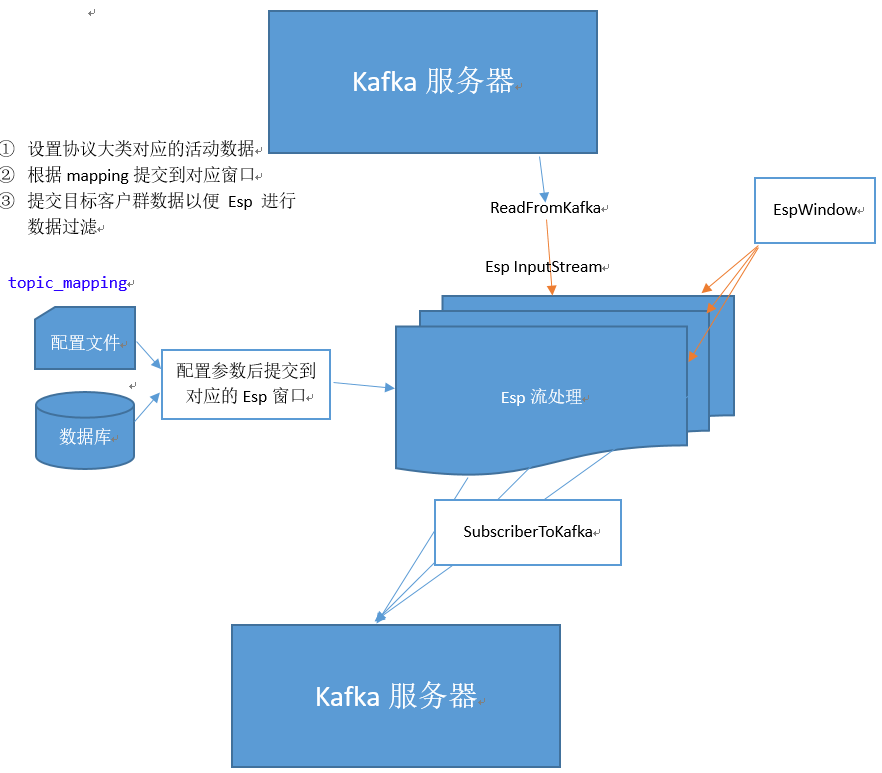 Kafka 服务器
① 设置协议大类对应的活动数据
② 根据 mapping 提交到对应窗口
③ 提交目标客户群数据以便 Esp 进行
数据过滤
ReadFromKafka
EspWindow
Esp InputStream
topic_mapping
配置文件
配置参数后提交到
对应的 Esp 窗口
数据库
Esp 流处理
SubscriberToKafka
Kafka 服务器